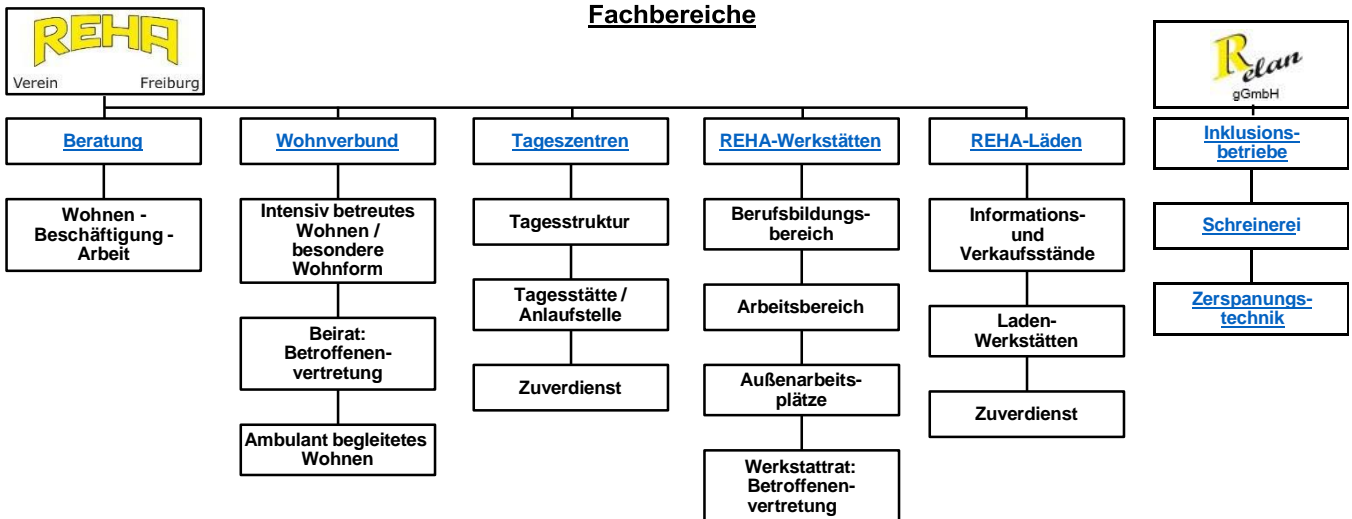 Fachbereiche
REHA
Verein Freiburg
Relan
gGmbH
Beratung
Wohnen -
Beschäftigung -
Arbeit
Wohnverbund
Intensiv betreutes
Wohnen /
besondere
Wohnform
Beirat:
Betroffenen-
vertretung
Ambulant begleitetes
Wohnen
Tageszentren
Tagesstruktur
Tagesstätte /
Anlaufstelle
Zuverdienst
REHA-Werkstätten
Berufsbildungs-
bereich
Arbeitsbereich
Außenarbeits-
plätze
Werkstattrat:
Betroffenen-
vertretung
REHA-Läden
Informations-
und
Verkaufsstände
Laden-
Werkstätten
Zuverdienst
Inklusions-
betriebe
Schreinerei
Zerspanungs-
technik